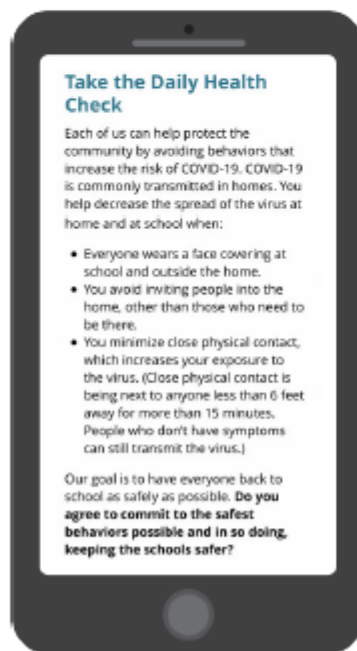 Take the Daily Health
Check
Each of us can help protect the
community by avoiding behaviors that
increase the risk of COVID-19. COVID-19
is commonly transmitted in homes. You
help decrease the spread of the virus at
home and at school when:
• Everyone wears a face covering at
school and outside the home.
• You avoid inviting people into the
home, other than those who need to
be there.
• You minimize close physical contact,
which increases your exposure to
the virus. (Close physical contact is
being next to anyone less than 6 feet
away for more than 15 minutes.
People who don't have symptoms
can still transmit the virus.)
Our goal is to have everyone back to
school as safely as possible. Do you
agree to commit to the safest
behaviors possible and in so doing,
keeping the schools safer?